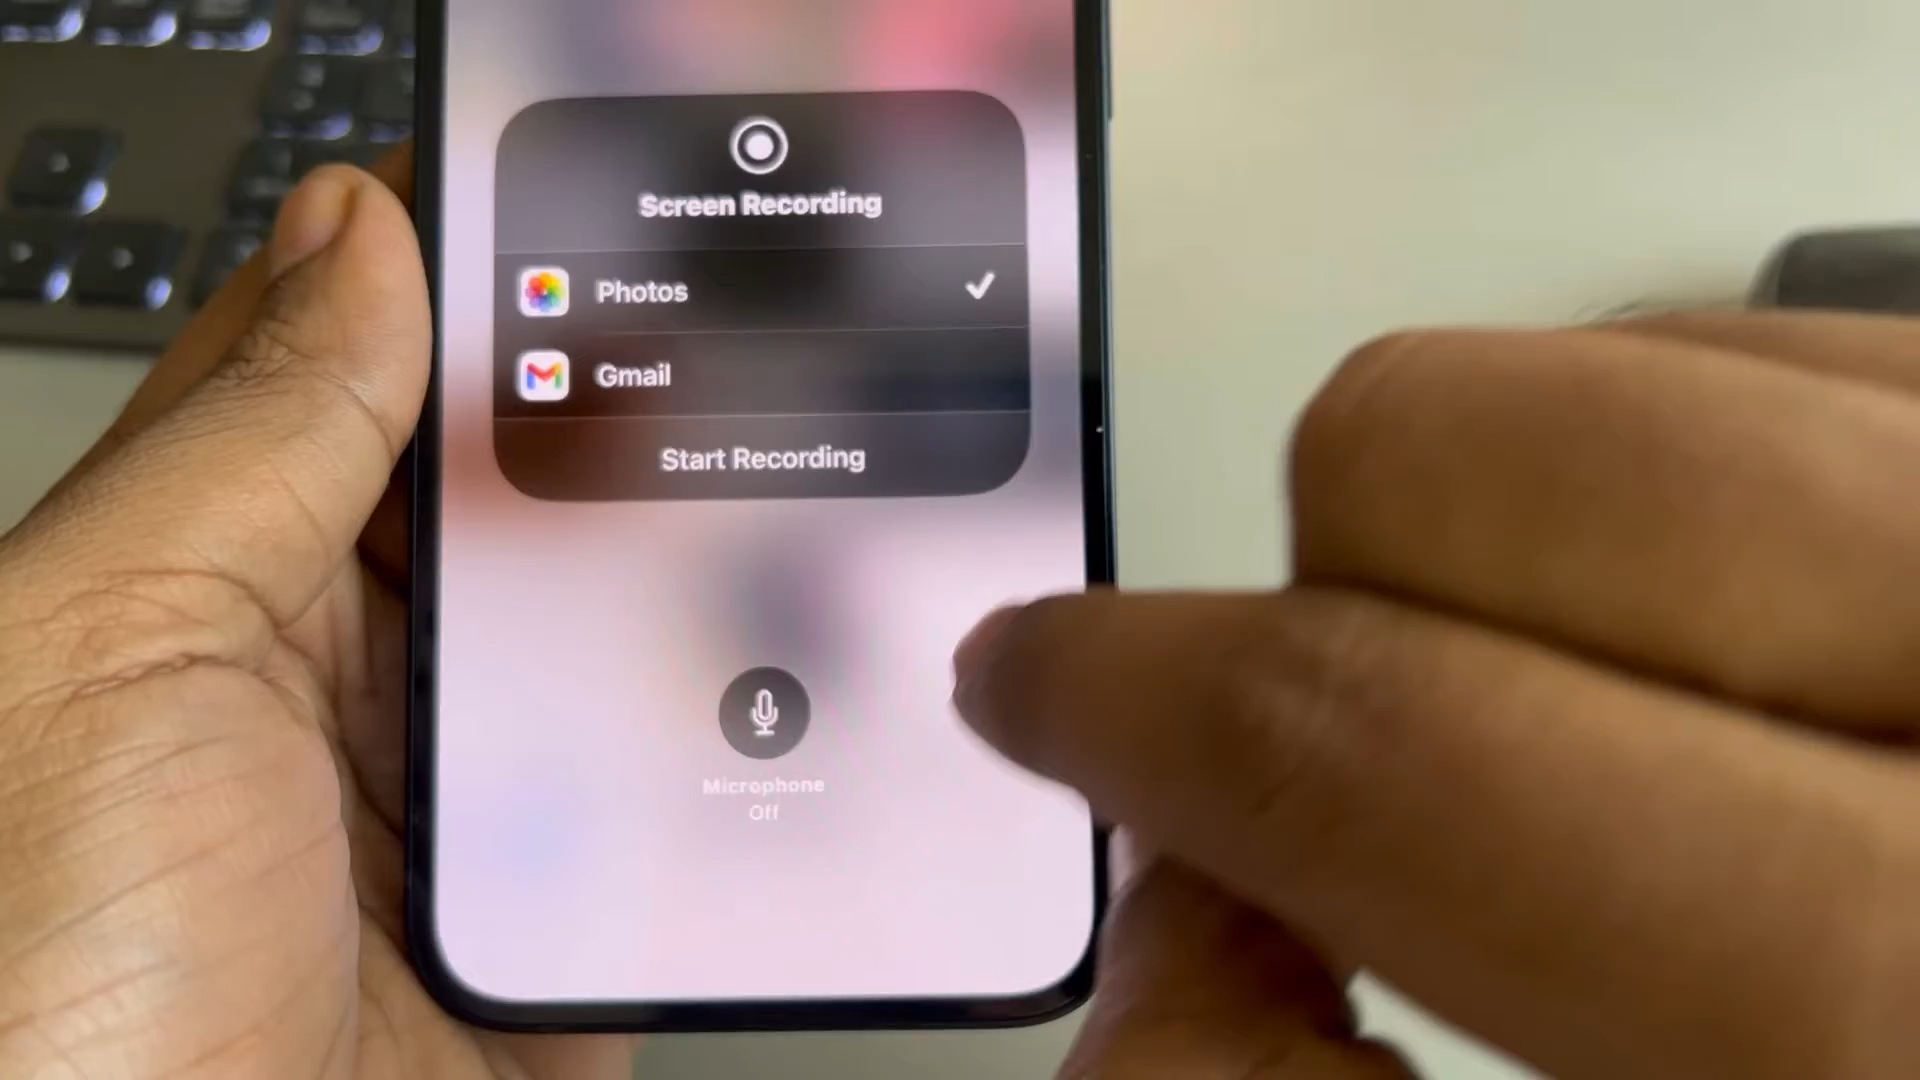 Screen Recording
Photos
Gmail
Start Recording
Microphone
Off